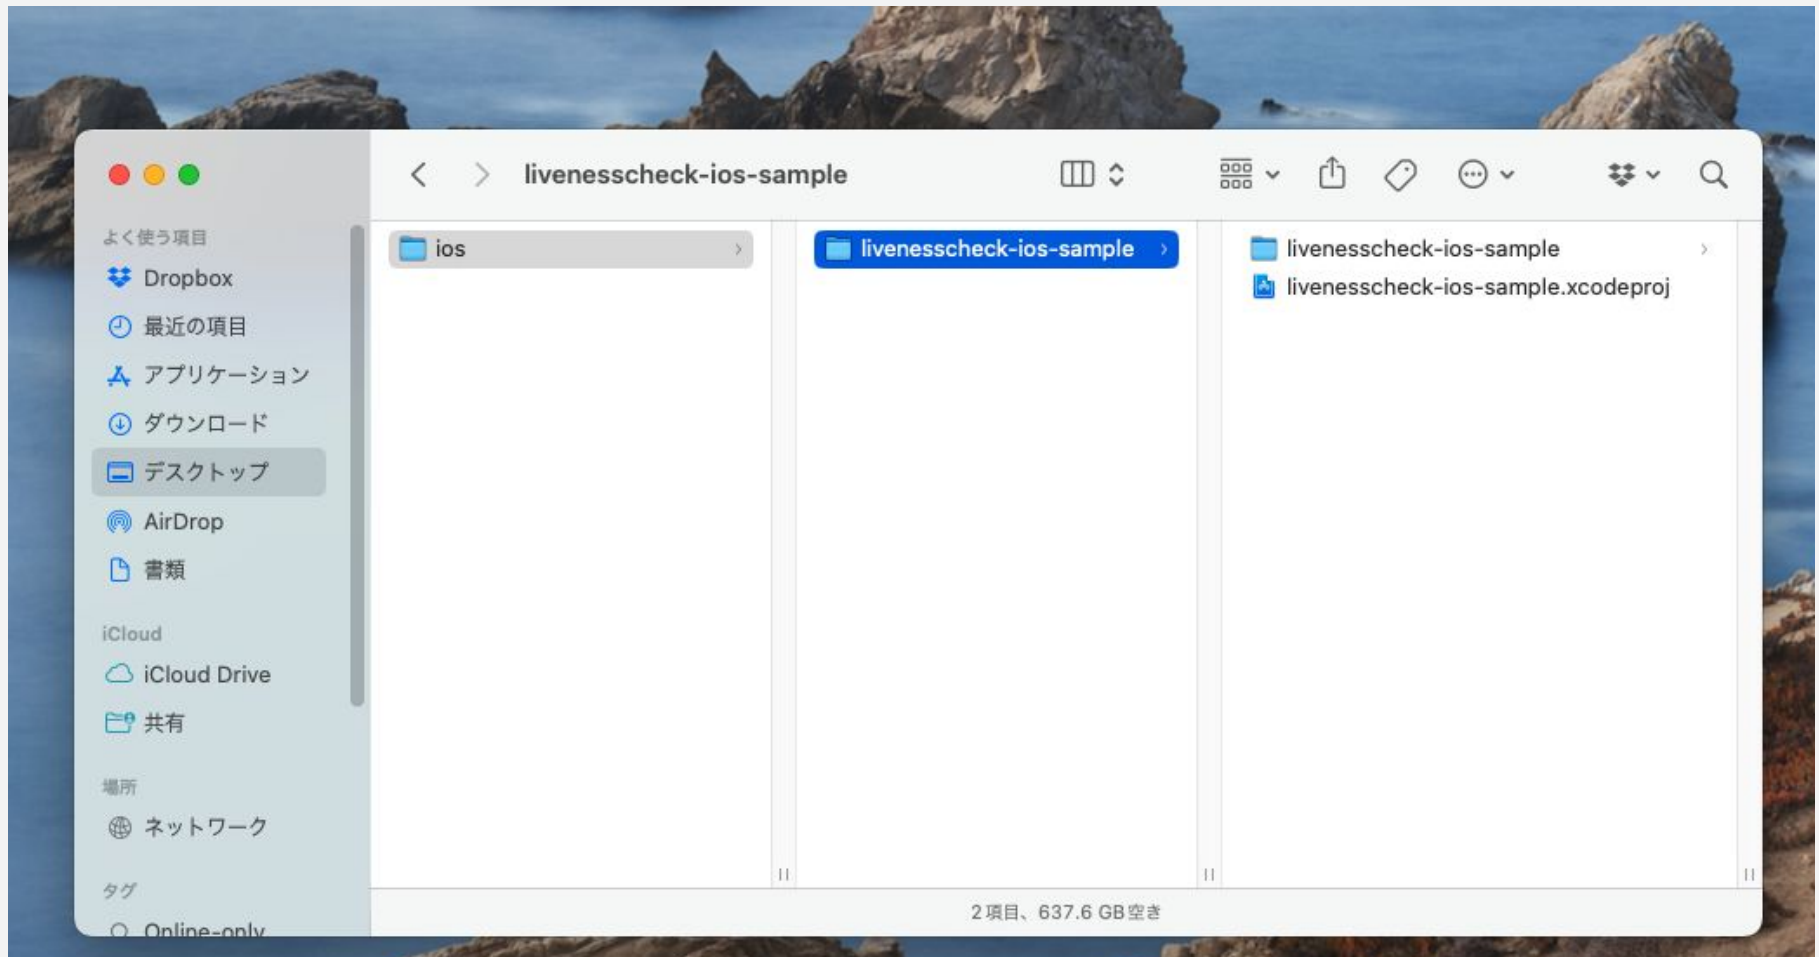 livenesscheck-ios-sample
よく使う項目
Dropbox
最近の項目
アプリケーション
ダウンロード
デスクトップ
AirDrop
書類
iCloud
iCloud Drive
共有
場所
ネットワーク
タグ
Online-only
ios
livenesscheck-ios-sample
livenesscheck-ios-sample
livenesscheck-ios-sample.xcodeproj
2項目、637.6 GB空き